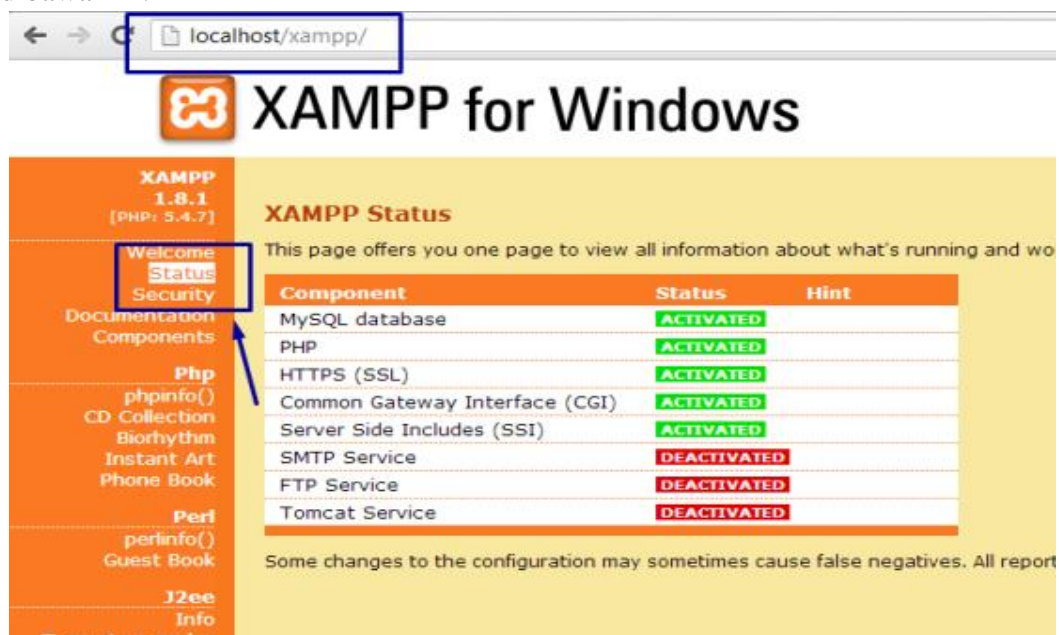 localhost/xampp/
XAMPP for Windows
XAMPP
1.8.1
[PHP: 5.4.7]
Welcome
Status
Security
Documentation
Components
Php
phpinfo()
CD Collection
Biorhythm
Instant Art
Phone Book
Perl
perlinfo()
Guest Book
J2ee
Info
XAMPP Status
This page offers you one page to view all information about what's running and wo
Component Status Hint
MySQL database ACTIVATED
PHP ACTIVATED
HTTPS (SSL) ACTIVATED
Common Gateway Interface (CGI) ACTIVATED
Server Side Includes (SSI) ACTIVATED
SMTP Service DEACTIVATED
FTP Service DEACTIVATED
Tomcat Service DEACTIVATED
Some changes to the configuration may sometimes cause false negatives. All report